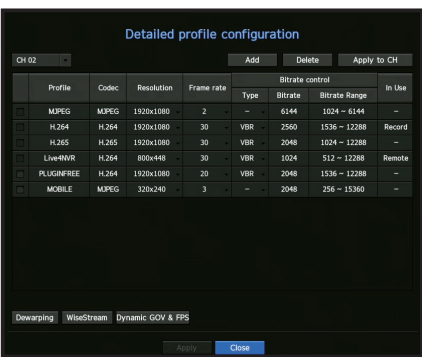 Detailed profile configuration
CH 02 Add Delete Apply to CH
Profile Codec Resolution Frame rate Bitrate control In Use
Type Bitrate Bitrate Range
MJPEG MJPEG 1920x1080 2 – 6144 1024 ~ 6144 –
H.264 H.264 1920x1080 30 VBR 2560 1536 ~ 12288 Record
H.265 H.265 1920x1080 30 VBR 2048 1024 ~ 12288 –
Live4NVR H.264 800x448 30 VBR 1024 512 ~ 12288 Remote
PLUGINFREE H.264 1920x1080 20 VBR 2048 1536 ~ 12288 –
MOBILE MJPEG 320x240 3 – 2048 256 ~ 15360 –
Dewarping WiseStream Dynamic GOV & FPS
Apply Close